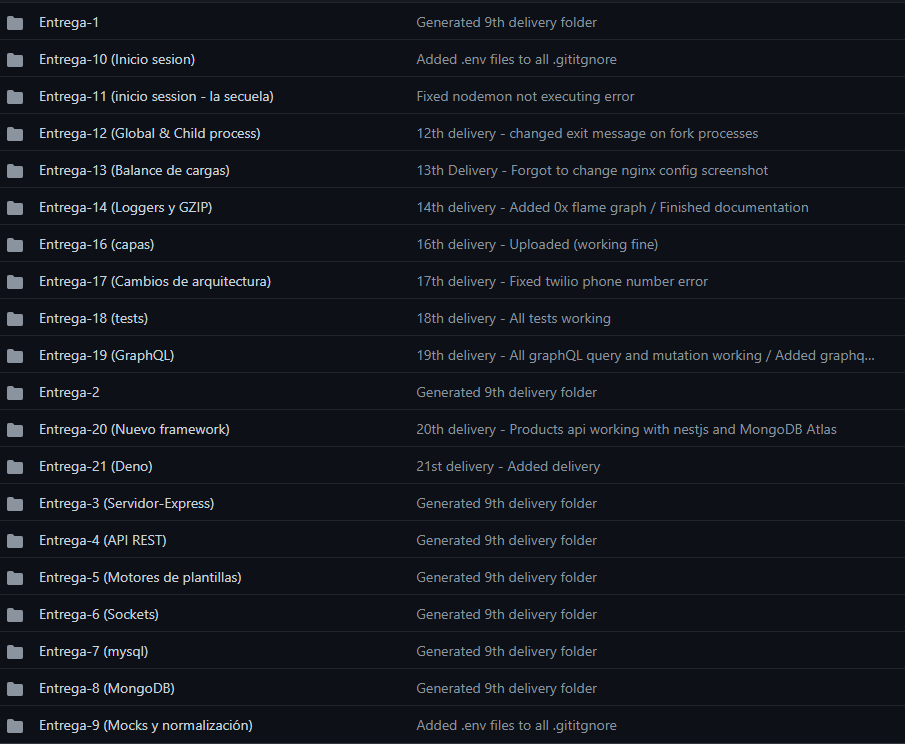 Entrega-1 Generated 9th delivery folder
Entrega-10 (Inicio sesion) Added .env files to all .gititgnore
Entrega-11 (inicio session - la secuela) Fixed nodemon not executing error
Entrega-12 (Global & Child process) 12th delivery - changed exit message on fork processes
Entrega-13 (Balance de cargas) 13th Delivery - Forgot to change nginx config screenshot
Entrega-14 (Loggers y GZIP) 14th delivery - Added 0x flame graph / Finished documentation
Entrega-16 (capas) 16th delivery - Uploaded (working fine)
Entrega-17 (Cambios de arquitectura) 17th delivery - Fixed twilio phone number error
Entrega-18 (tests) 18th delivery - All tests working
Entrega-19 (GraphQL) 19th delivery - All graphQL query and mutation working / Added graphq...
Entrega-2 Generated 9th delivery folder
Entrega-20 (Nuevo framework) 20th delivery - Products api working with nestjs and MongoDB Atlas
Entrega-21 (Deno) 21st delivery - Added delivery
Entrega-3 (Servidor-Express) Generated 9th delivery folder
Entrega-4 (API REST) Generated 9th delivery folder
Entrega-5 (Motores de plantillas) Generated 9th delivery folder
Entrega-6 (Sockets) Generated 9th delivery folder
Entrega-7 (mysql) Generated 9th delivery folder
Entrega-8 (MongoDB) Generated 9th delivery folder
Entrega-9 (Mocks y normalización) Added .env files to all .gititgnore